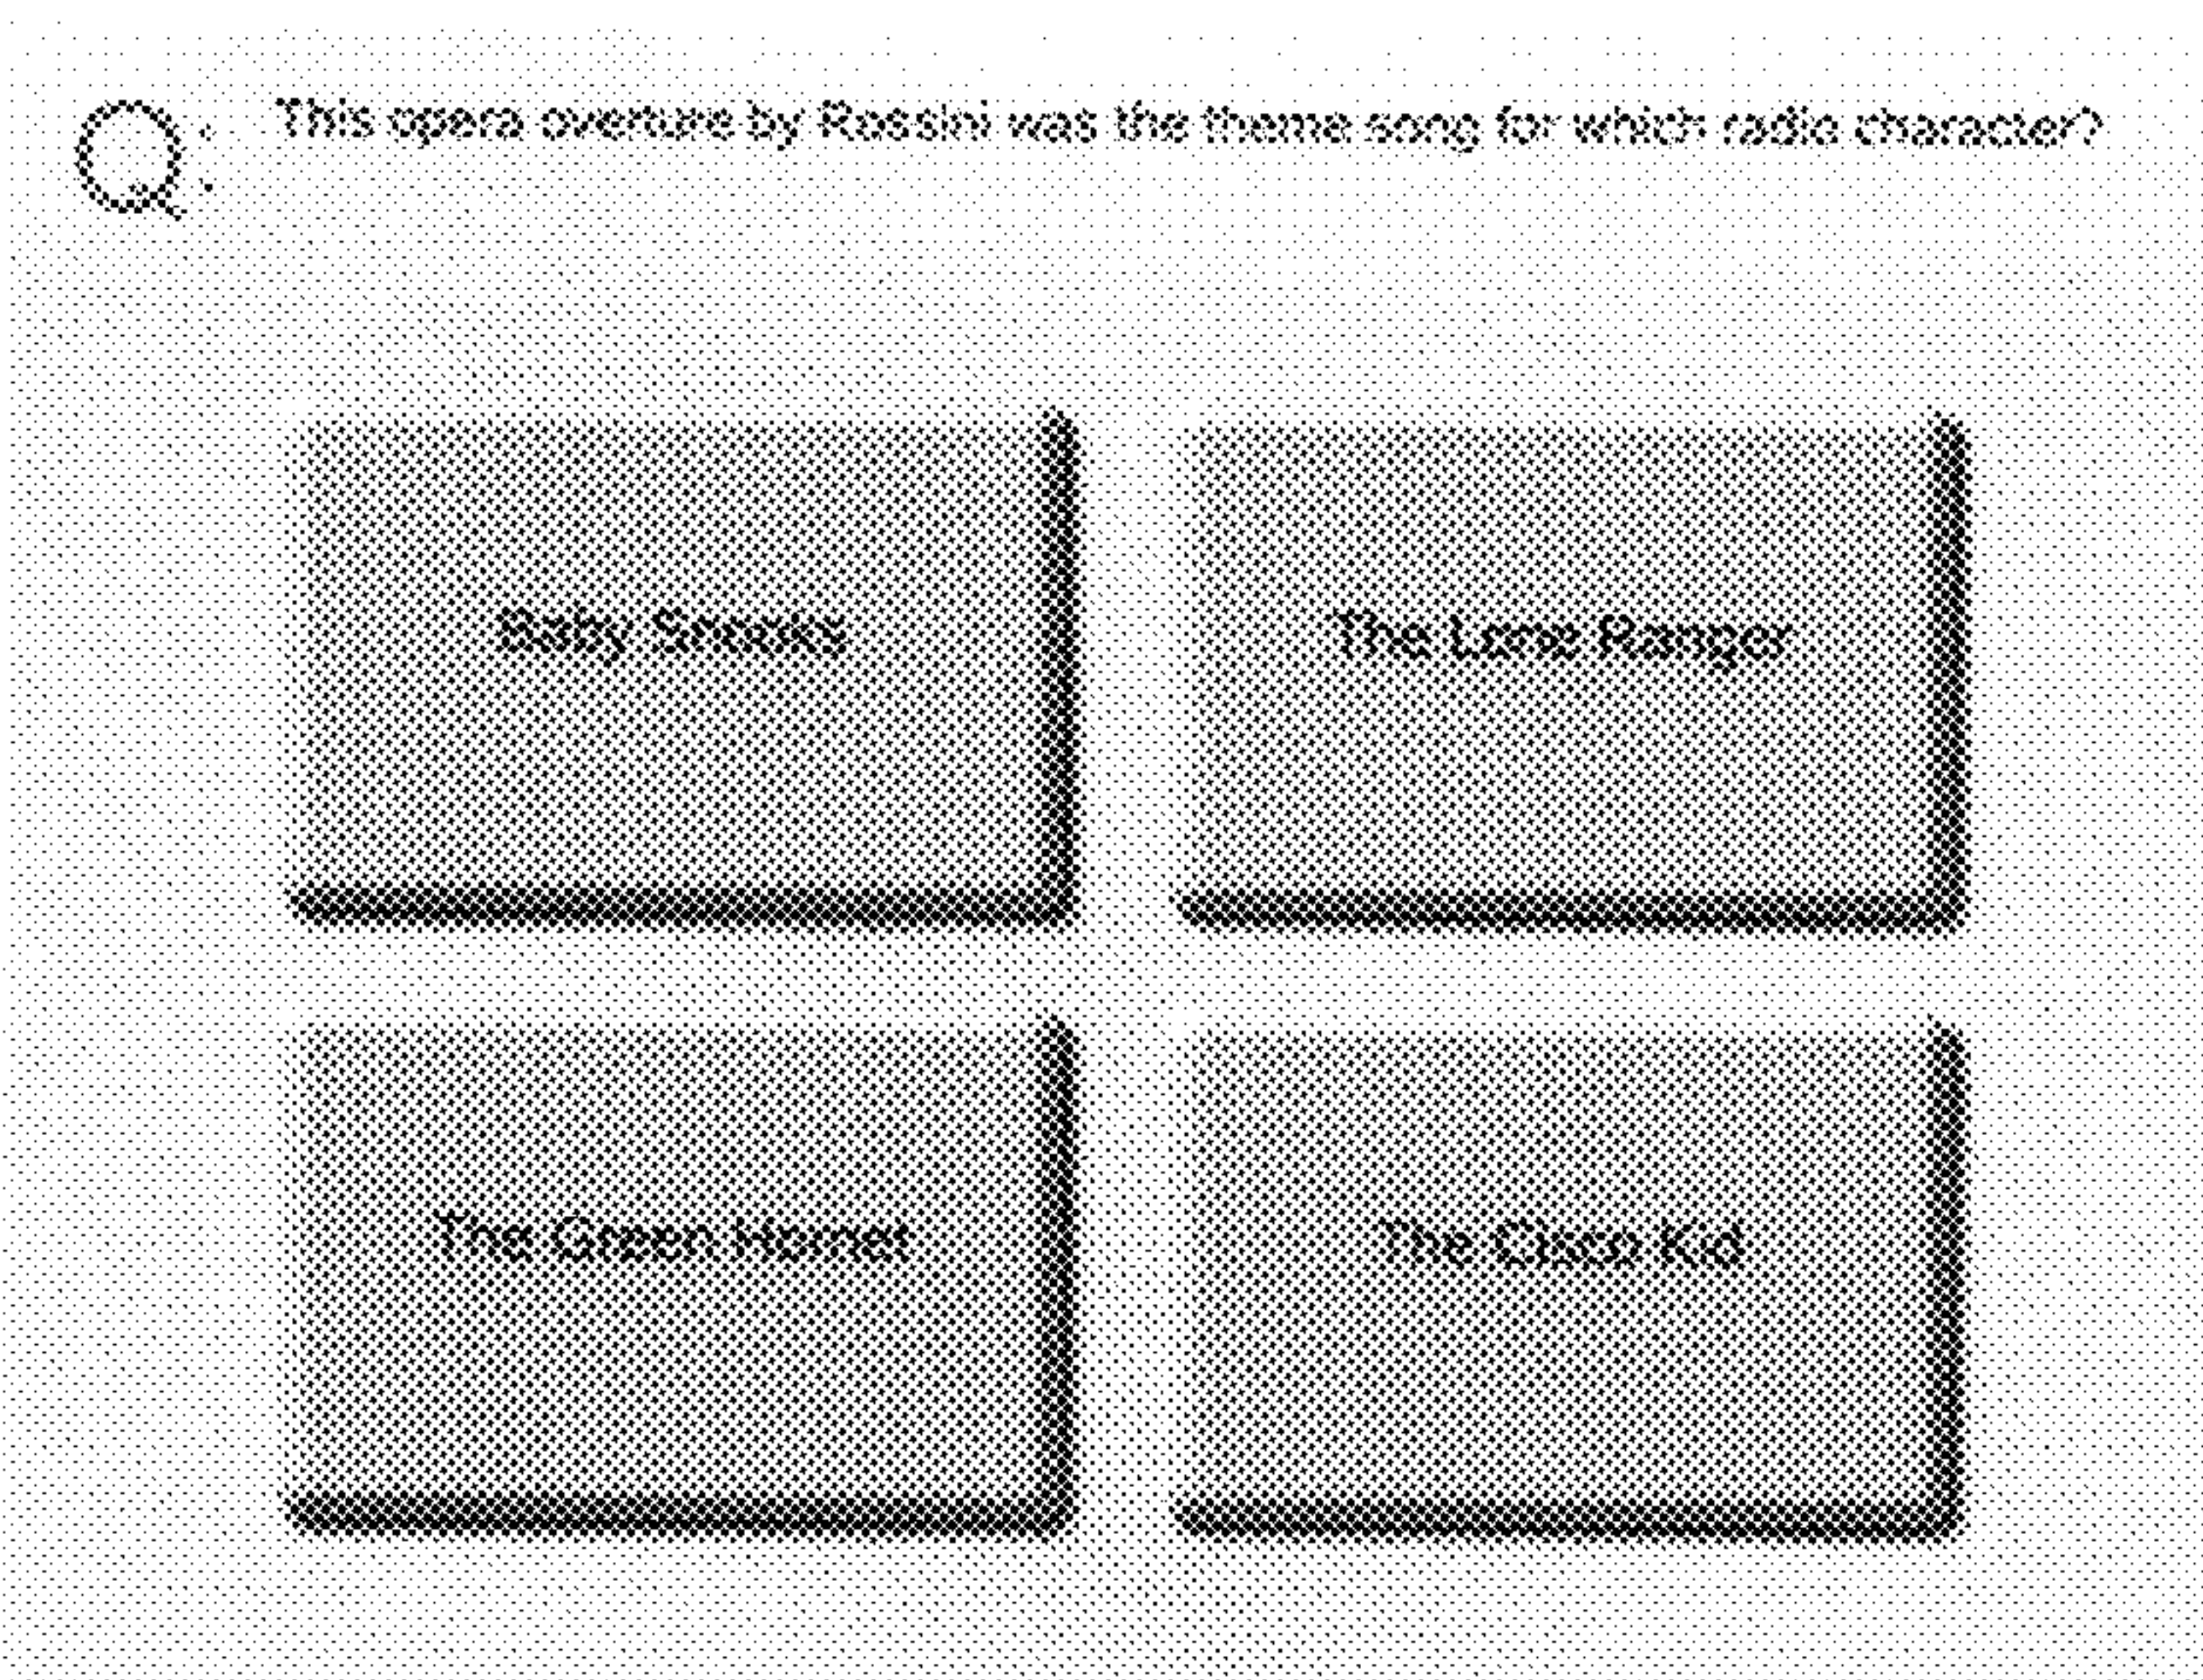 Q: This opera overture by Rossini was the theme song for which radio character?
Baby Snooky
The Lone Ranger
The Green Hornet
The Cisco Kid